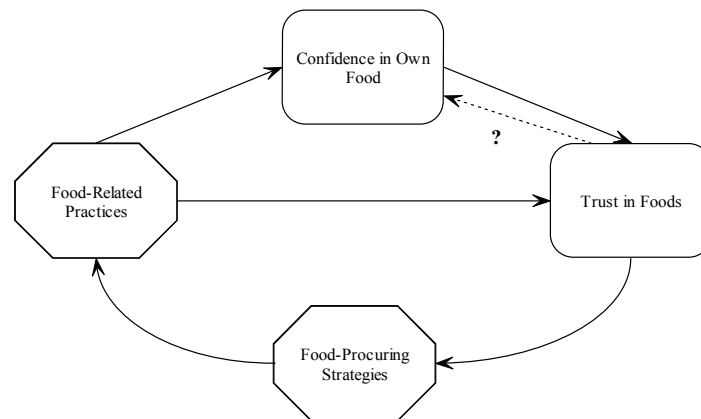 Confidence in Own
Food
?
Food-Related
Practices
Trust in Foods
Food-Procuring
Strategies